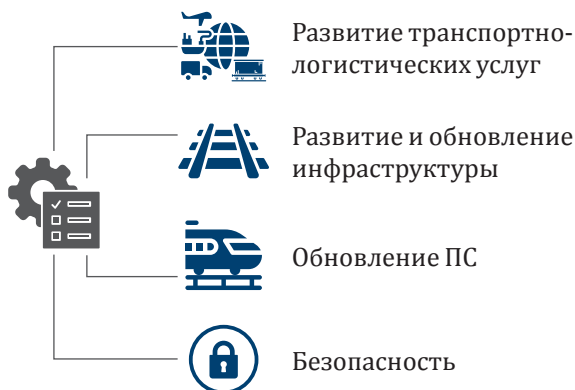 Развитие транспортно-
логистических услуг
Развитие и обновление
инфраструктуры
Обновление ПС
Безопасность